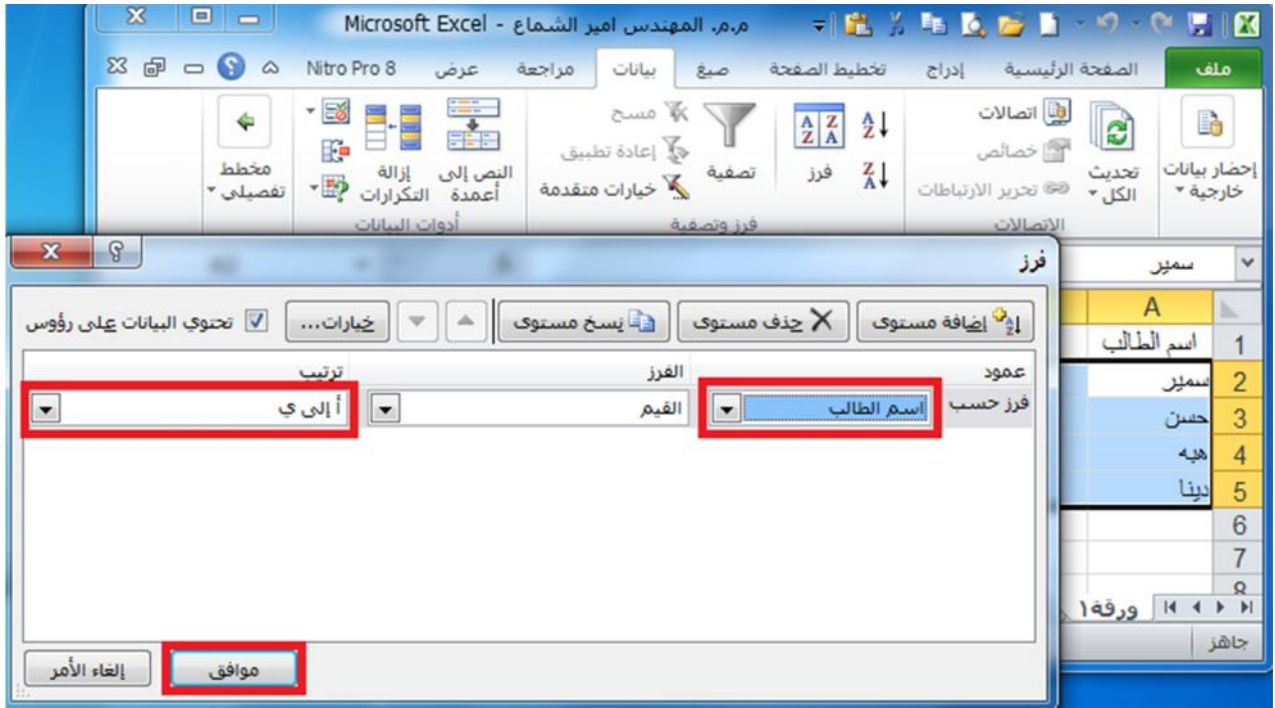 م.م. المهندس امير الشماع - Microsoft Excel
ملف الصفحة الرئيسية إدراج تخطيط الصفحة صيغ بيانات مراجعة عرض Nitro Pro 8
إحضار بيانات خارجية
تحديث الكل
اتصالات
خصائص
تحرير الارتباطات
الاتصالات
فرز
تصفية
مسح
إعادة تطبيق
خيارات متقدمة
فرز وتصفية
النص إلى أعمدة
إزالة التكرارات
أدوات البيانات
مخطط تفصيلي
سمير
A
1 اسم الطالب
2 سمير
3 حسن
4 هبه
5 دينا
6
7
8
ورقة١
جاهز
فرز
إضافة مستوى حذف مستوى نسخ مستوى خيارات... تحتوي البيانات على رؤوس
عمود الفرز ترتيب
فرز حسب اسم الطالب القيم أ إلى ي
موافق إلغاء الأمر